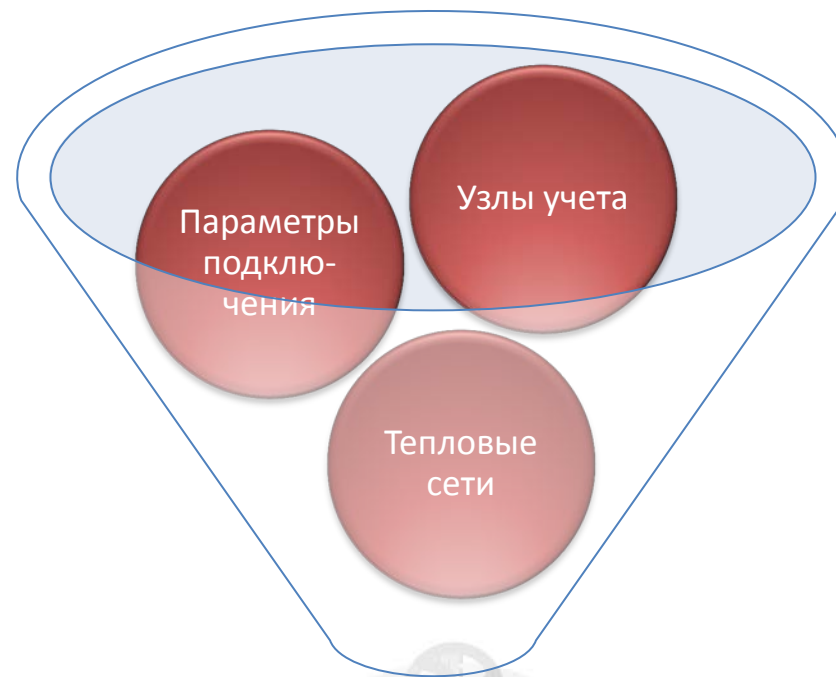 Узлы учета
Параметры
подклю-
чения
Тепловые
сети